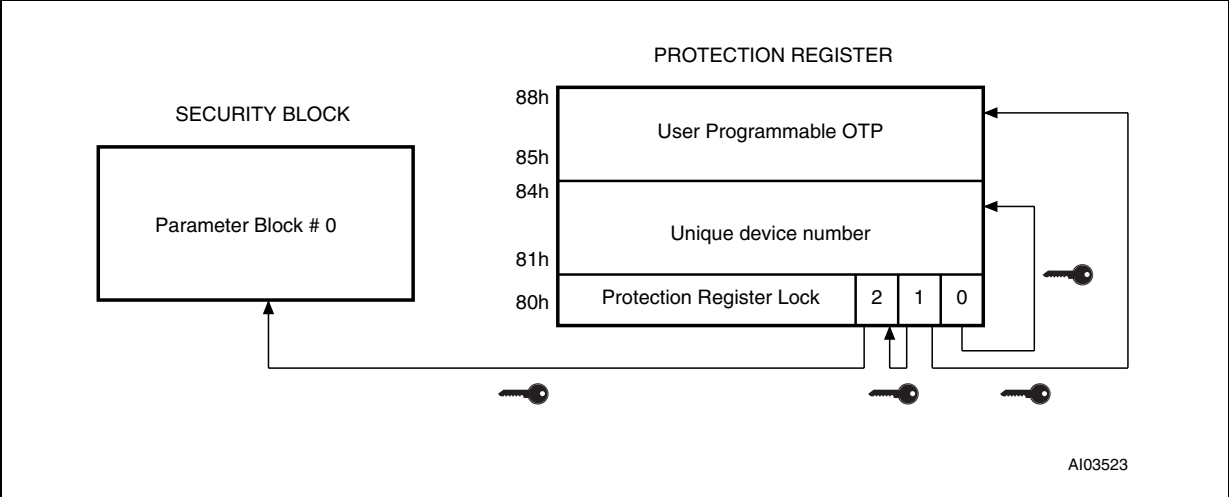 PROTECTION REGISTER
SECURITY BLOCK
88h
User Programmable OTP
85h
84h
Parameter Block # 0
Unique device number
81h
80h
Protection Register Lock
2
1
0
AI03523